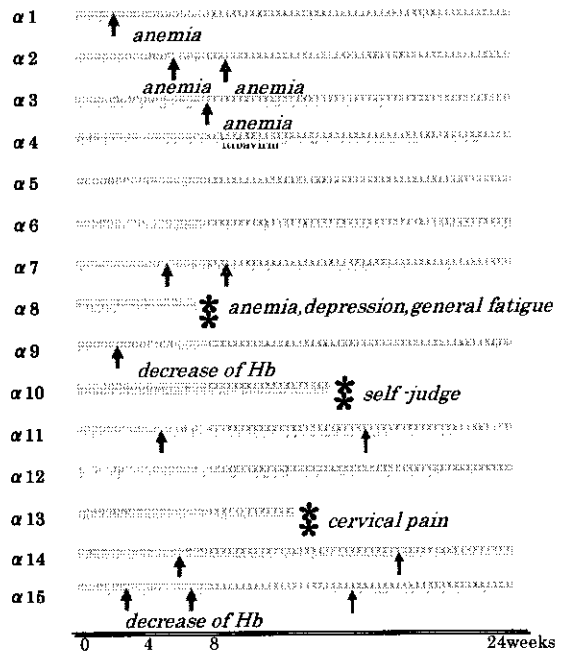 α1
anemia
α2
anemia anemia
α3
anemia
α4
α5
α6
α7
α8 anemia,depression,general fatigue
α9
decrease of Hb
α10 self-judge
α11
α12
α13 cervical pain
α14
α15
decrease of Hb
0 4 8 24weeks